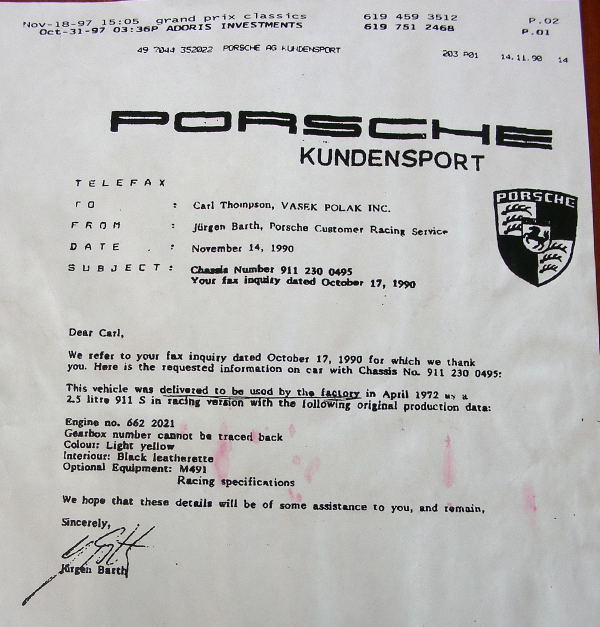 Nov-18-97 15:05 grand prix classics 619 459 3512 P.02
Oct-31-97 03:36P ADORIS INVESTMENTS 619 751 2468 P.01
49 7044 352022 PORSCHE AG KUNDENSPORT 203 P01 14.11.90 14
PORSCHE
KUNDENSPORT
TELEFAX
TO : Carl Thompson, VASEK POLAK INC.
FROM : Jürgen Barth, Porsche Customer Racing Service
DATE : November 14, 1990
SUBJECT : Chassis Number 911 230 0495
Your fax inquiry dated October 17, 1990
PORSCHE
Dear Carl,
We refer to your fax inquiry dated October 17, 1990 for which we thank
you. Here is the requested information on car with Chassis No. 911 230 0495:
This vehicle was delivered to be used by the factory in April 1972 as a
2.5 litre 911 S in racing version with the following original production data:
Engine no. 662 2021
Gearbox number cannot be traced back
Colour: Light yellow
Interiour: Black leatherette
Optional Equipment: M491
Racing specifications
We hope that these details will be of some assistance to you, and remain,
Sincerely,
Jürgen Barth